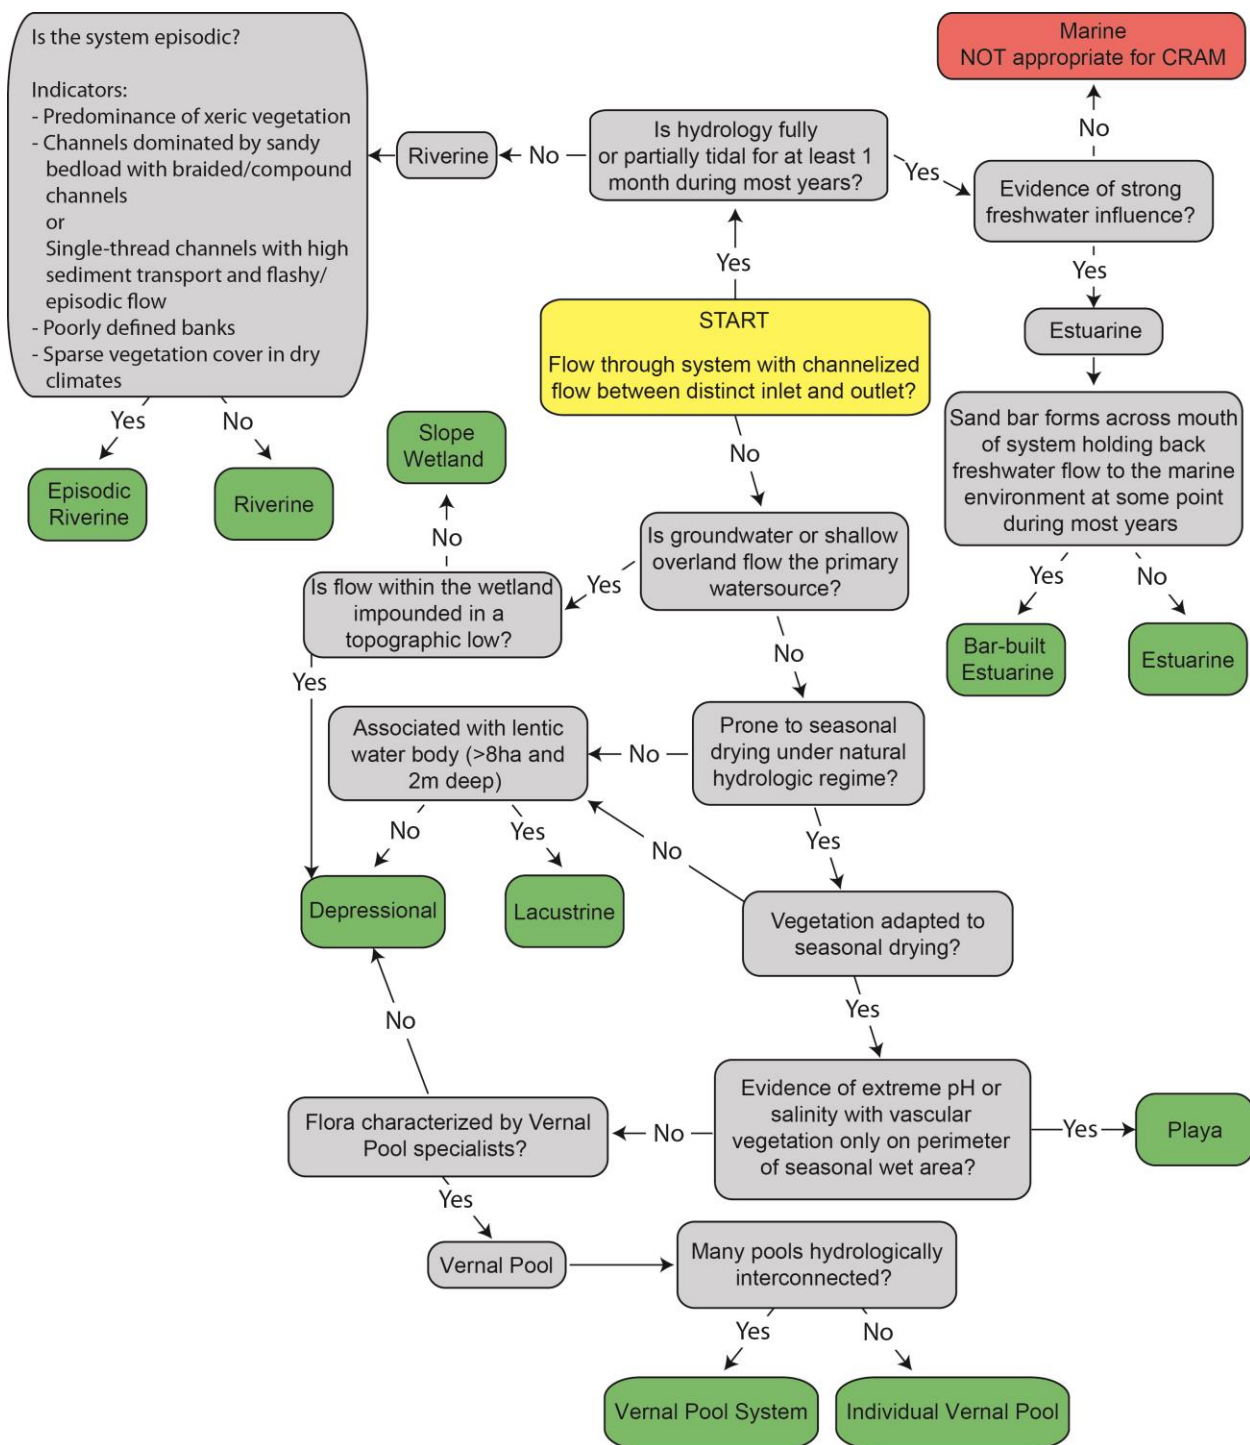 Is the system episodic?
Indicators:
- Predominance of xeric vegetation
- Channels dominated by sandy
bedload with braided/compound
channels
or
Single-thread channels with high
sediment transport and flashy/
episodic flow
- Poorly defined banks
- Sparse vegetation cover in dry
climates
Riverine
No
Is hydrology fully
or partially tidal for at least 1
month during most years?
Yes
Marine
NOT appropriate for CRAM
No
Evidence of strong
freshwater influence?
Yes
Yes
START
Flow through system with channelized
flow between distinct inlet and outlet?
Estuarine
Yes
No
Episodic
Riverine
Riverine
Slope
Wetland
No
No
Sand bar forms across mouth
of system holding back
freshwater flow to the marine
environment at some point
during most years
Is groundwater or shallow
overland flow the primary
watersource?
Yes
Is flow within the wetland
impounded in a
topographic low?
Yes
No
Bar-built
Estuarine
Estuarine
Yes
No
Associated with lentic
water body (>8ha and
2m deep)
No
Prone to seasonal
drying under natural
hydrologic regime?
No
Yes
No
Yes
Depressional
Lacustrine
Vegetation adapted to
seasonal drying?
No
Yes
Flora characterized by Vernal
Pool specialists?
No
Evidence of extreme pH or
salinity with vascular
vegetation only on perimeter
of seasonal wet area?
Yes
Playa
Yes
Vernal Pool
Many pools hydrologically
interconnected?
Yes
No
Vernal Pool System
Individual Vernal Pool